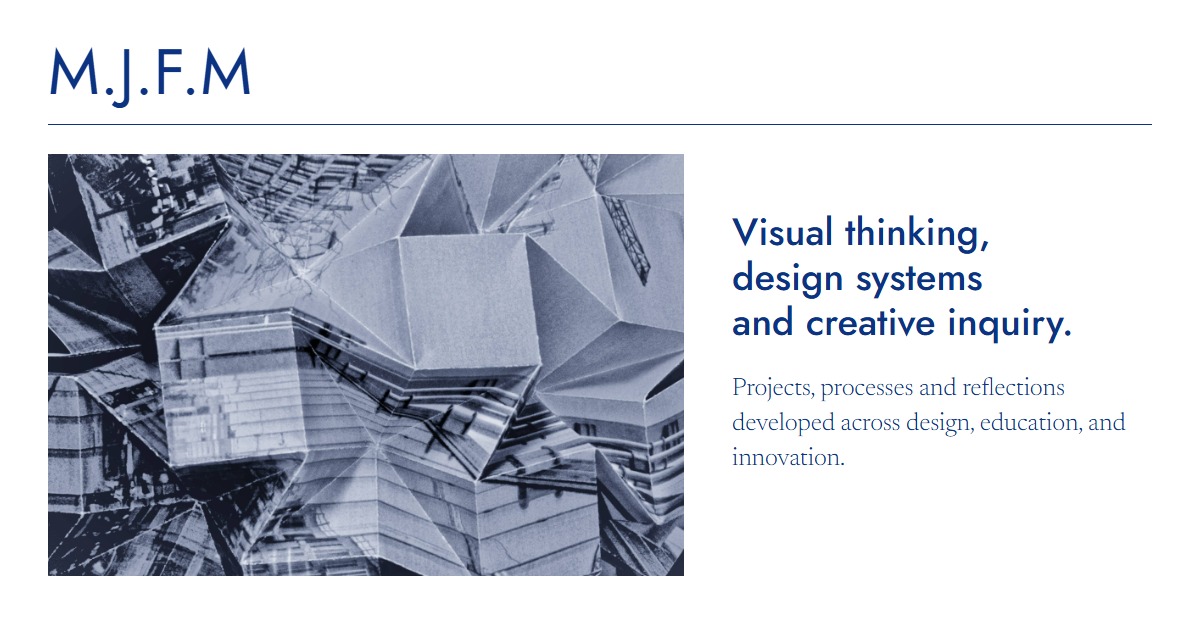 M.J.F.M
Visual thinking,
design systems
and creative inquiry.
Projects, processes and reflections
developed across design, education, and
innovation.